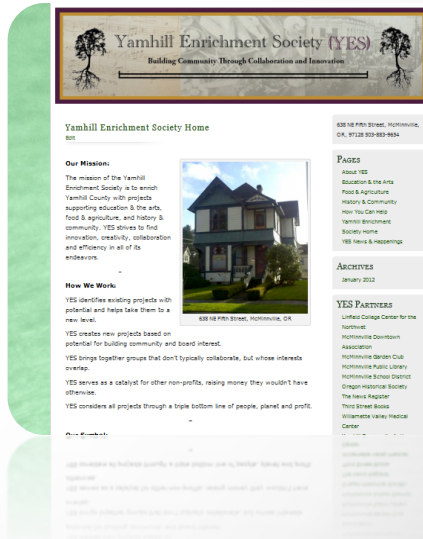 Yamhill Enrichment Society (YES)
Building Community Through Collaboration and Innovation
Yamhill Enrichment Society Home
Edit
Our Mission:
The mission of the Yamhill
Enrichment Society is to enrich
Yamhill County with projects
supporting education & the arts,
food & agriculture, and history &
community. YES strives to find
innovation, creativity, collaboration
and efficiency in all of its
endeavors.
~
How We Work:
YES identifies existing projects with
potential and helps take them to a
new level.
YES creates new projects based on
potential for building community and board interest.
YES brings together groups that don't typically collaborate, but whose interests
overlap.
YES serves as a catalyst for other non-profits, raising money they wouldn't have
otherwise.
YES considers all projects through a triple bottom line of people, planet and profit.
~
Our Symbol:
638 NE Fifth Street, McMinnville, OR
638 NE Fifth Street, McMinnville,
OR, 97128 503-883-9654
Pages
About YES
Education & the Arts
Food & Agriculture
History & Community
How You Can Help
Yamhill Enrichment
Society Home
YES News & Happenings
Archives
January 2012
YES Partners
Linfield College Center for the
Northwest
McMinnville Downtown
Association
McMinnville Garden Club
McMinnville Public Library
McMinnville School District
Oregon Historical Society
The News Register
Third Street Books
Willamette Valley Medical
Center